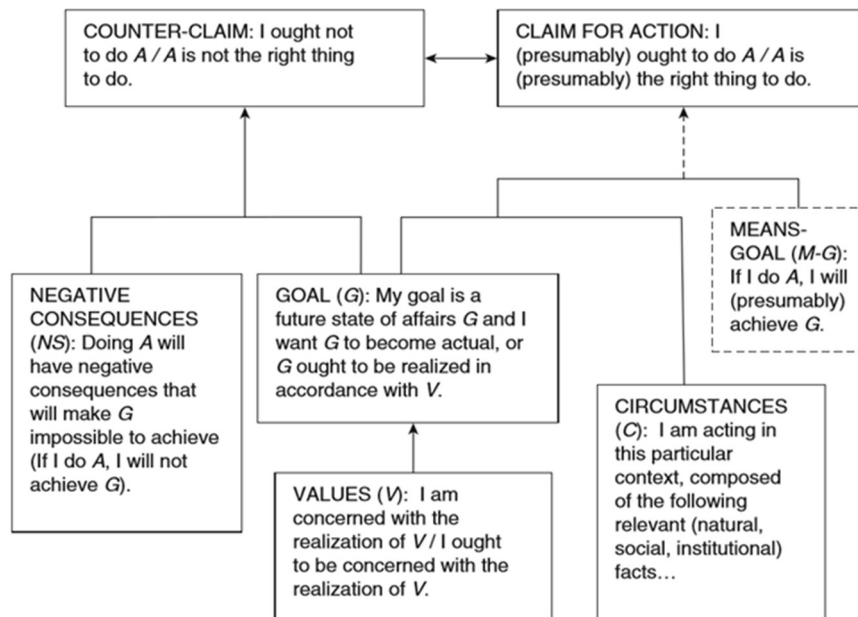 COUNTER-CLAIM: I ought not
to do A / A is not the right thing
to do.
CLAIM FOR ACTION: I
(presumably) ought to do A / A is
(presumably) the right thing to do.
NEGATIVE
CONSEQUENCES
(NS): Doing A will
have negative
consequences that
will make G
impossible to achieve
(If I do A, I will not
achieve G).
GOAL (G): My goal is a
future state of affairs G and I
want G to become actual, or
G ought to be realized in
accordance with V.
MEANS-
GOAL (M-G):
If I do A, I will
(presumably)
achieve G.
VALUES (V): I am
concerned with the
realization of V / I ought
to be concerned with the
realization of V.
CIRCUMSTANCES
(C): I am acting in
this particular
context, composed
of the following
relevant (natural,
social, institutional)
facts…